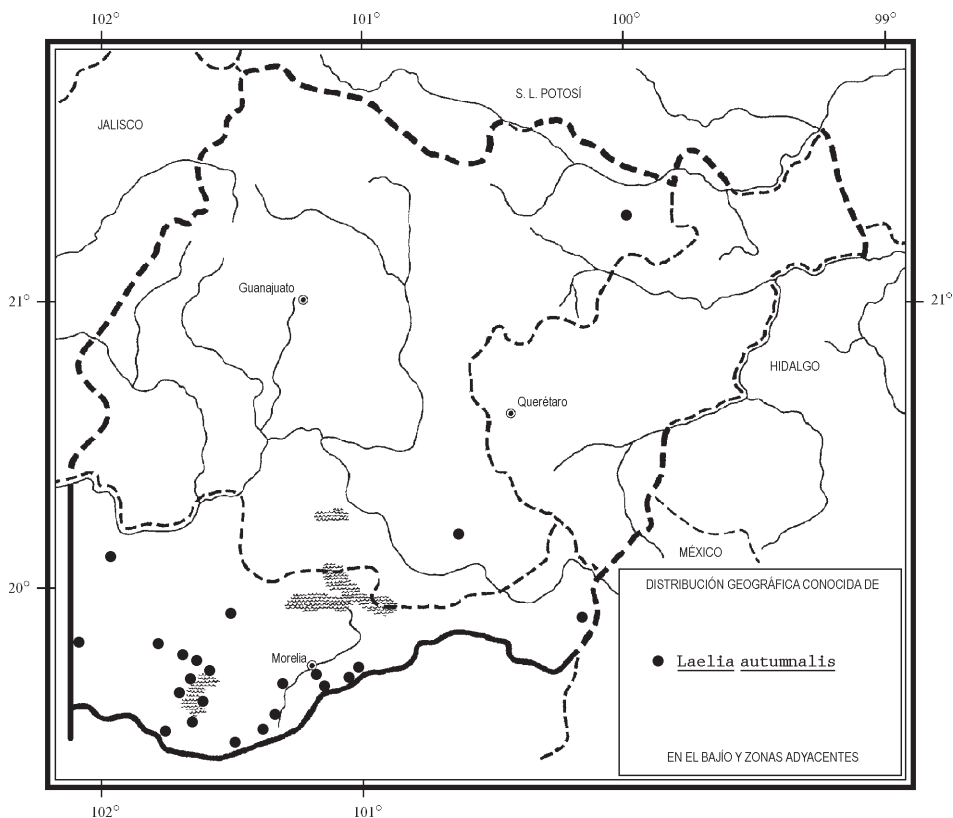 102° 101° 100° 99°
S. L. POTOSÍ
JALISCO
Guanajuato
21° 21°
HIDALGO
Querétaro
MÉXICO
20°
DISTRIBUCIÓN GEOGRÁFICA CONOCIDA DE
Morelia
Laelia autumnalis
EN EL BAJÍO Y ZONAS ADYACENTES
102° 101°